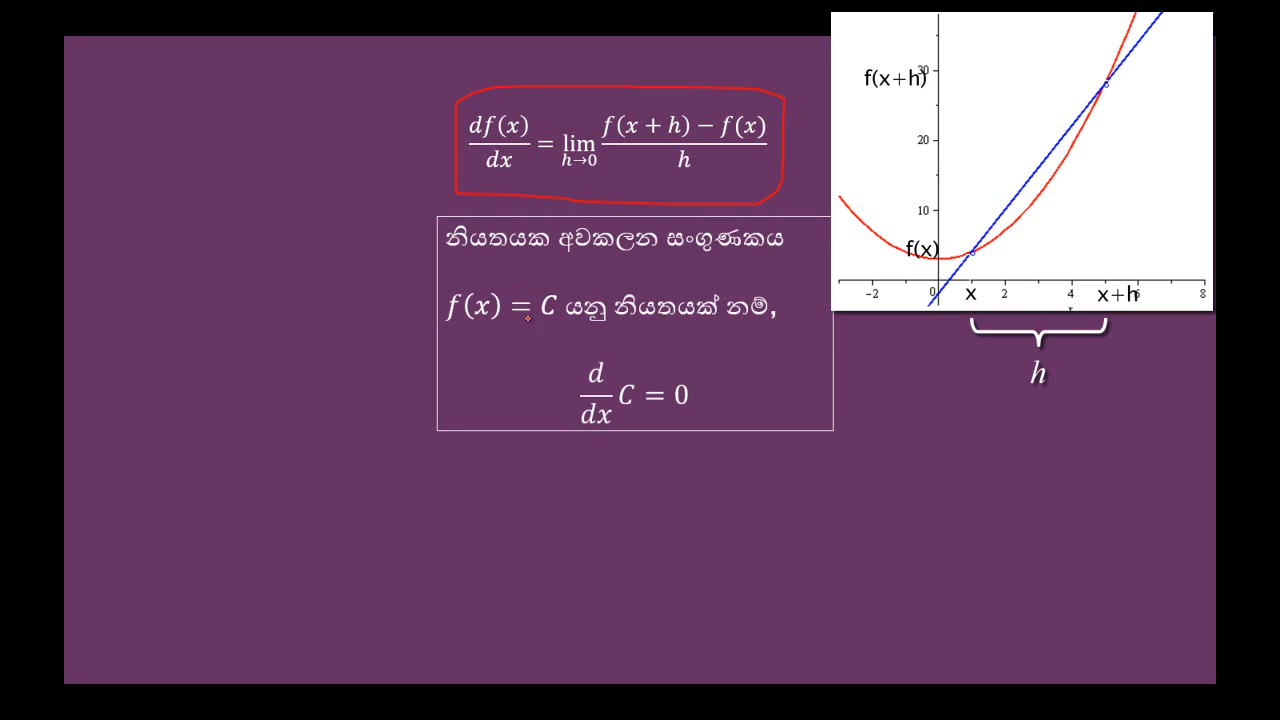 df(x)/dx = lim h→0 (f(x + h) − f(x))/h
නියතයක අවකලන සංගුණකය
f(x) = C යනු නියතයක් නම්,
d/dx C = 0
f(x+h)
30
20
10
f(x)
−2 0 x 2 4 x+h 8
h